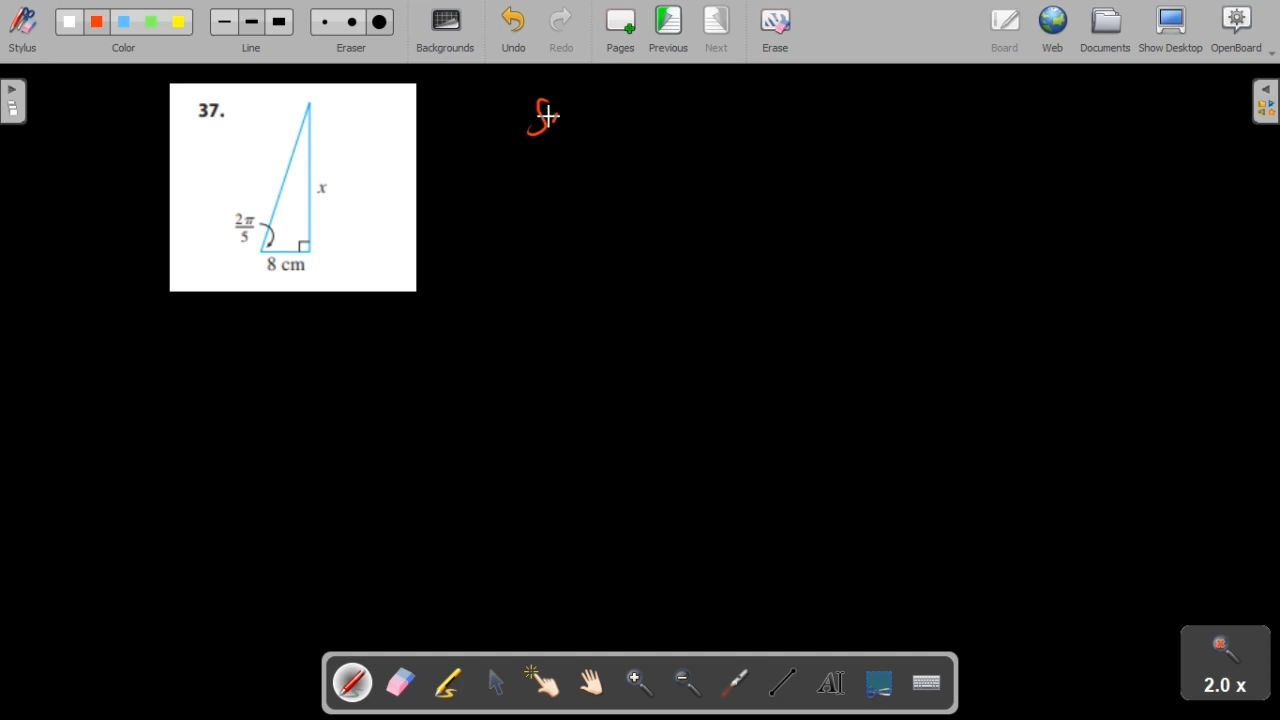 Stylus
Color
Line
Eraser
Backgrounds
Undo
Redo
Pages
Previous
Next
Erase
Board
Web
Documents
Show Desktop
OpenBoard
37.
x
2π
5
8 cm
S
AI
2.0 x